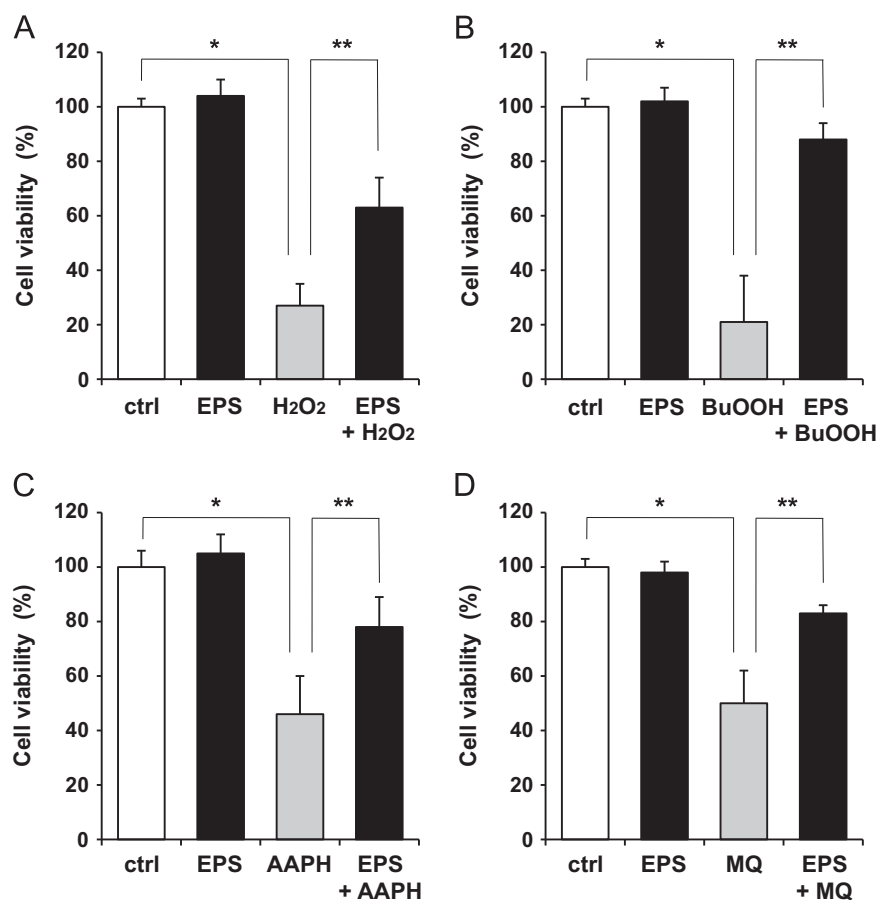 A
Cell viability (%)
120
100
80
60
40
20
0
*
**
ctrl
EPS
H2O2
EPS
+ H2O2
B
Cell viability (%)
120
100
80
60
40
20
0
*
**
ctrl
EPS
BuOOH
EPS
+ BuOOH
C
Cell viability (%)
120
100
80
60
40
20
0
*
**
ctrl
EPS
AAPH
EPS
+ AAPH
D
Cell viability (%)
120
100
80
60
40
20
0
*
**
ctrl
EPS
MQ
EPS
+ MQ